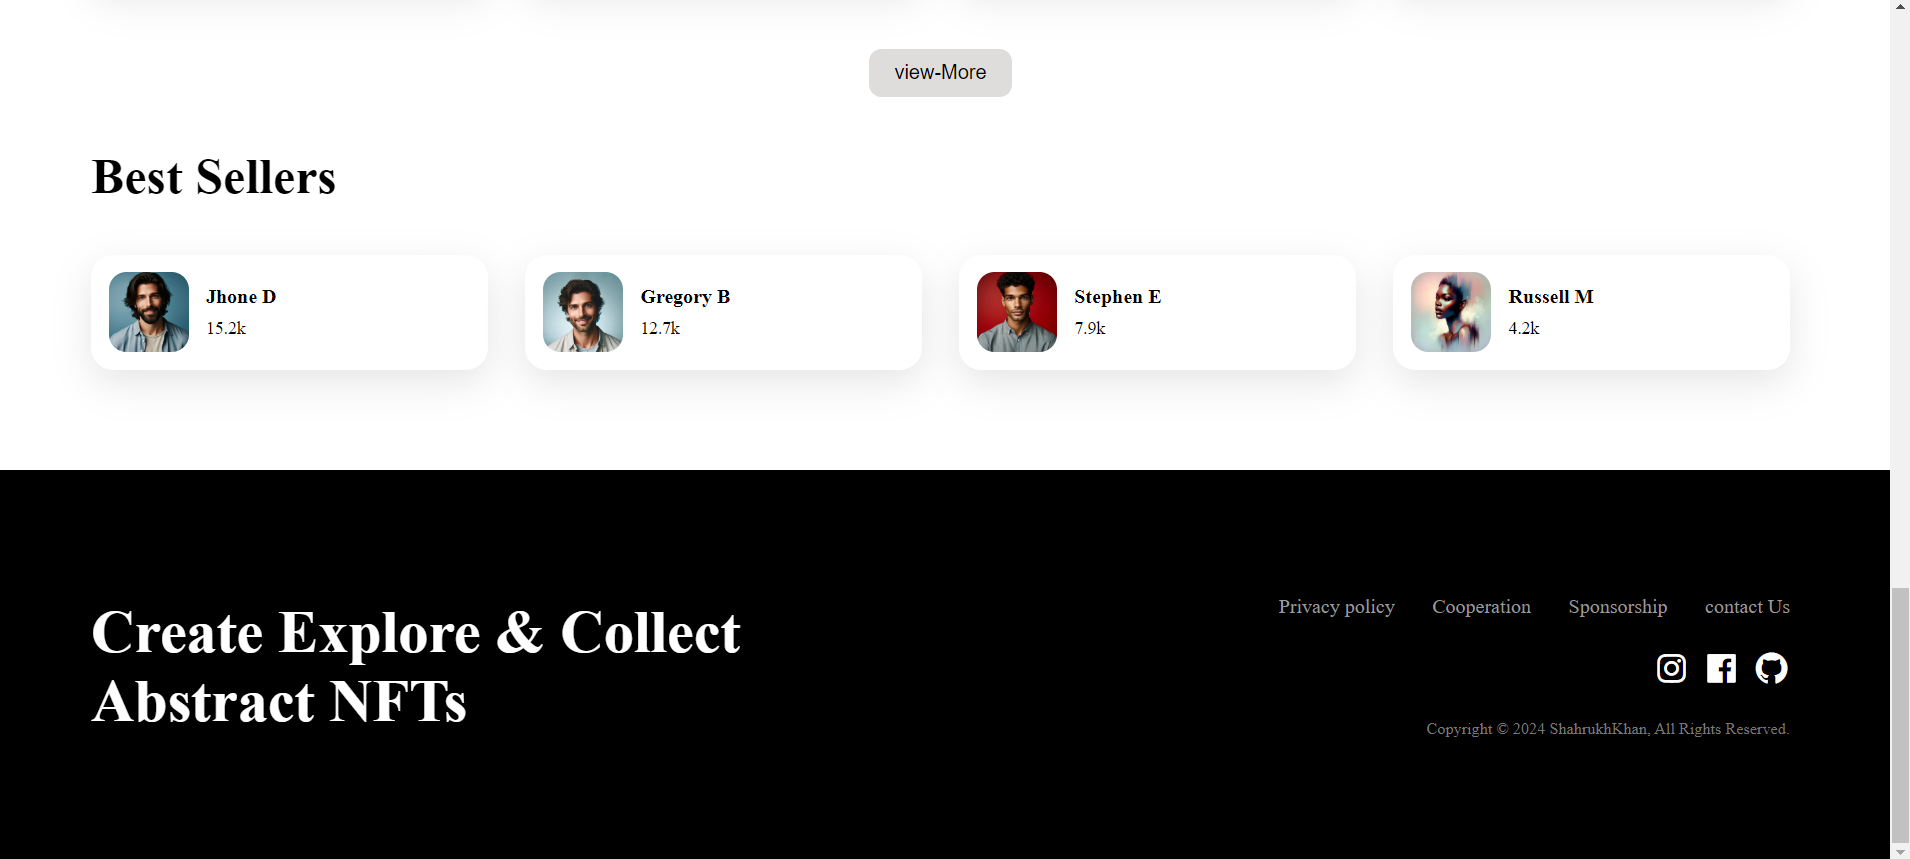 view-More
Best Sellers
Jhone D
15.2k
Gregory B
12.7k
Stephen E
7.9k
Russell M
4.2k
Create Explore & Collect
Abstract NFTs
Privacy policy Cooperation Sponsorship contact Us
Copyright © 2024 ShahrukhKhan, All Rights Reserved.